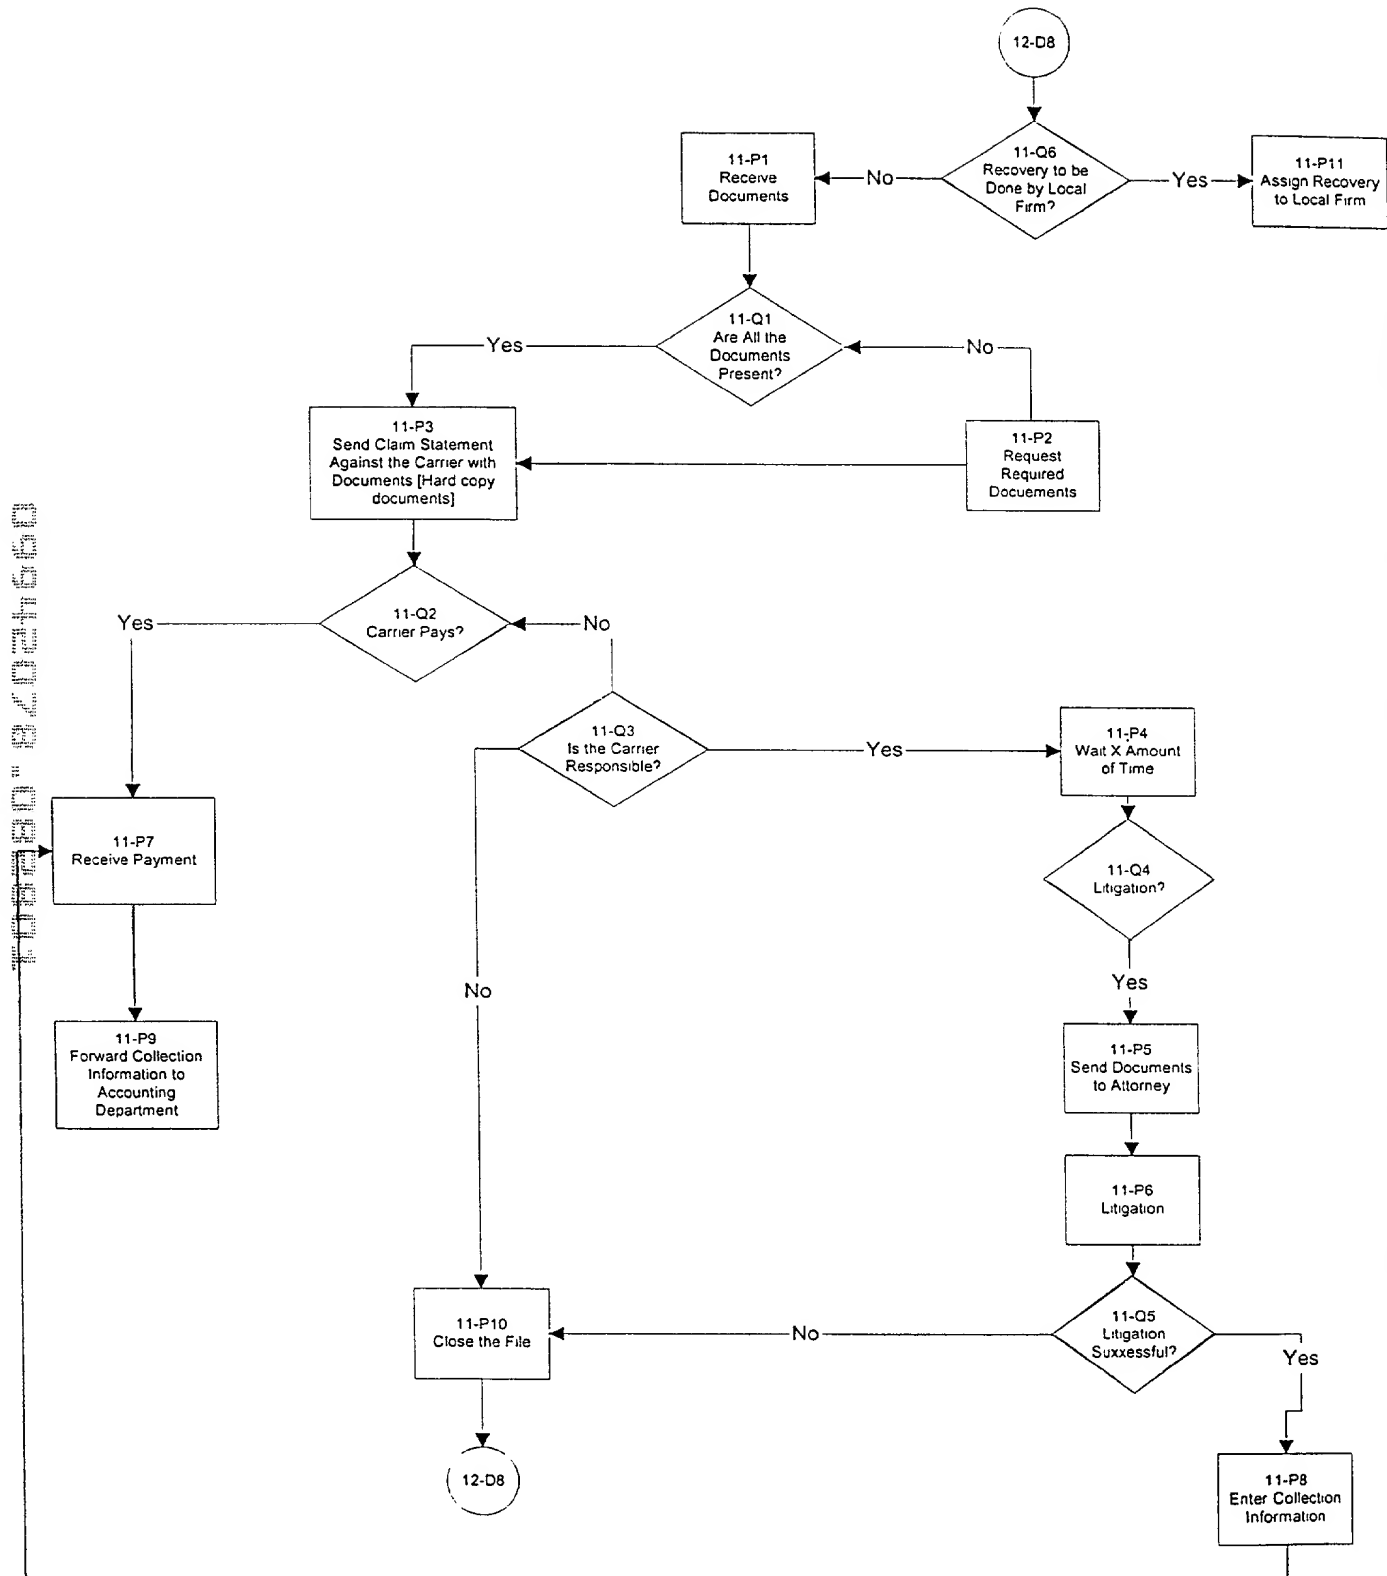 12-D8
11-Q6
Recovery to be
Done by Local
Firm?
No
Yes
11-P1
Receive
Documents
11-P11
Assign Recovery
to Local Firm
11-Q1
Are All the
Documents
Present?
Yes
No
11-P3
Send Claim Statement
Against the Carrier with
Documents [Hard copy
documents]
11-P2
Request
Required
Docuements
11-Q2
Carrier Pays?
Yes
No
11-Q3
Is the Carrier
Responsible?
Yes
11-P4
Wait X Amount
of Time
11-P7
Receive Payment
11-Q4
Litigation?
No
Yes
11-P9
Forward Collection
Information to
Accounting
Department
11-P5
Send Documents
to Attorney
11-P6
Litigation
11-P10
Close the File
No
11-Q5
Litigation
Suxxessful?
Yes
12-D8
11-P8
Enter Collection
Information